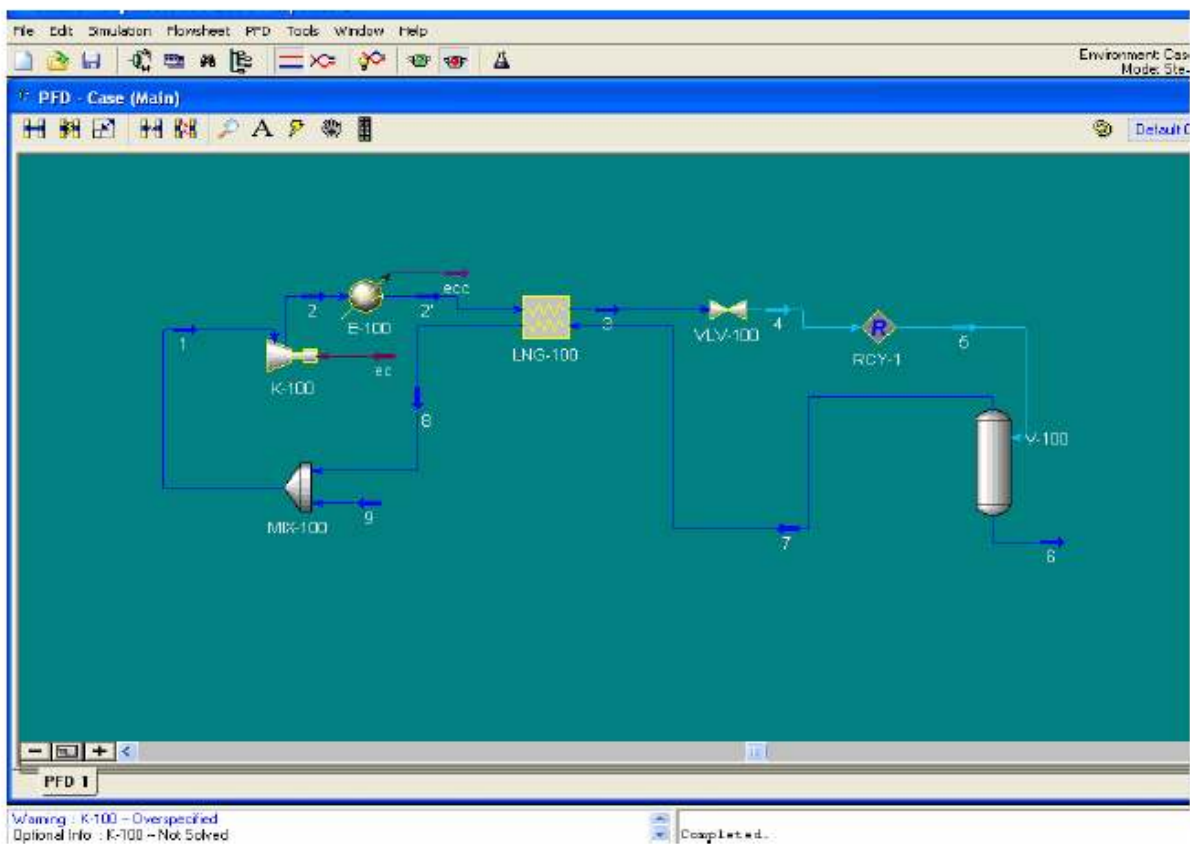 File Edit Simulation Flowsheet PFD Tools Window Help
Environment: Cas
Mode: Ste
PFD - Case (Main)
A
Default C
ecc
2 2' 3 4 5
1 E-100 VLV-100 RCY-1
R
LNG-100
ec
K-100
8
V-100
9
MIX-100
7
6
PFD 1
Warning : K-100 -- Overspecified
Optional Info : K-100 -- Not Solved
Completed.